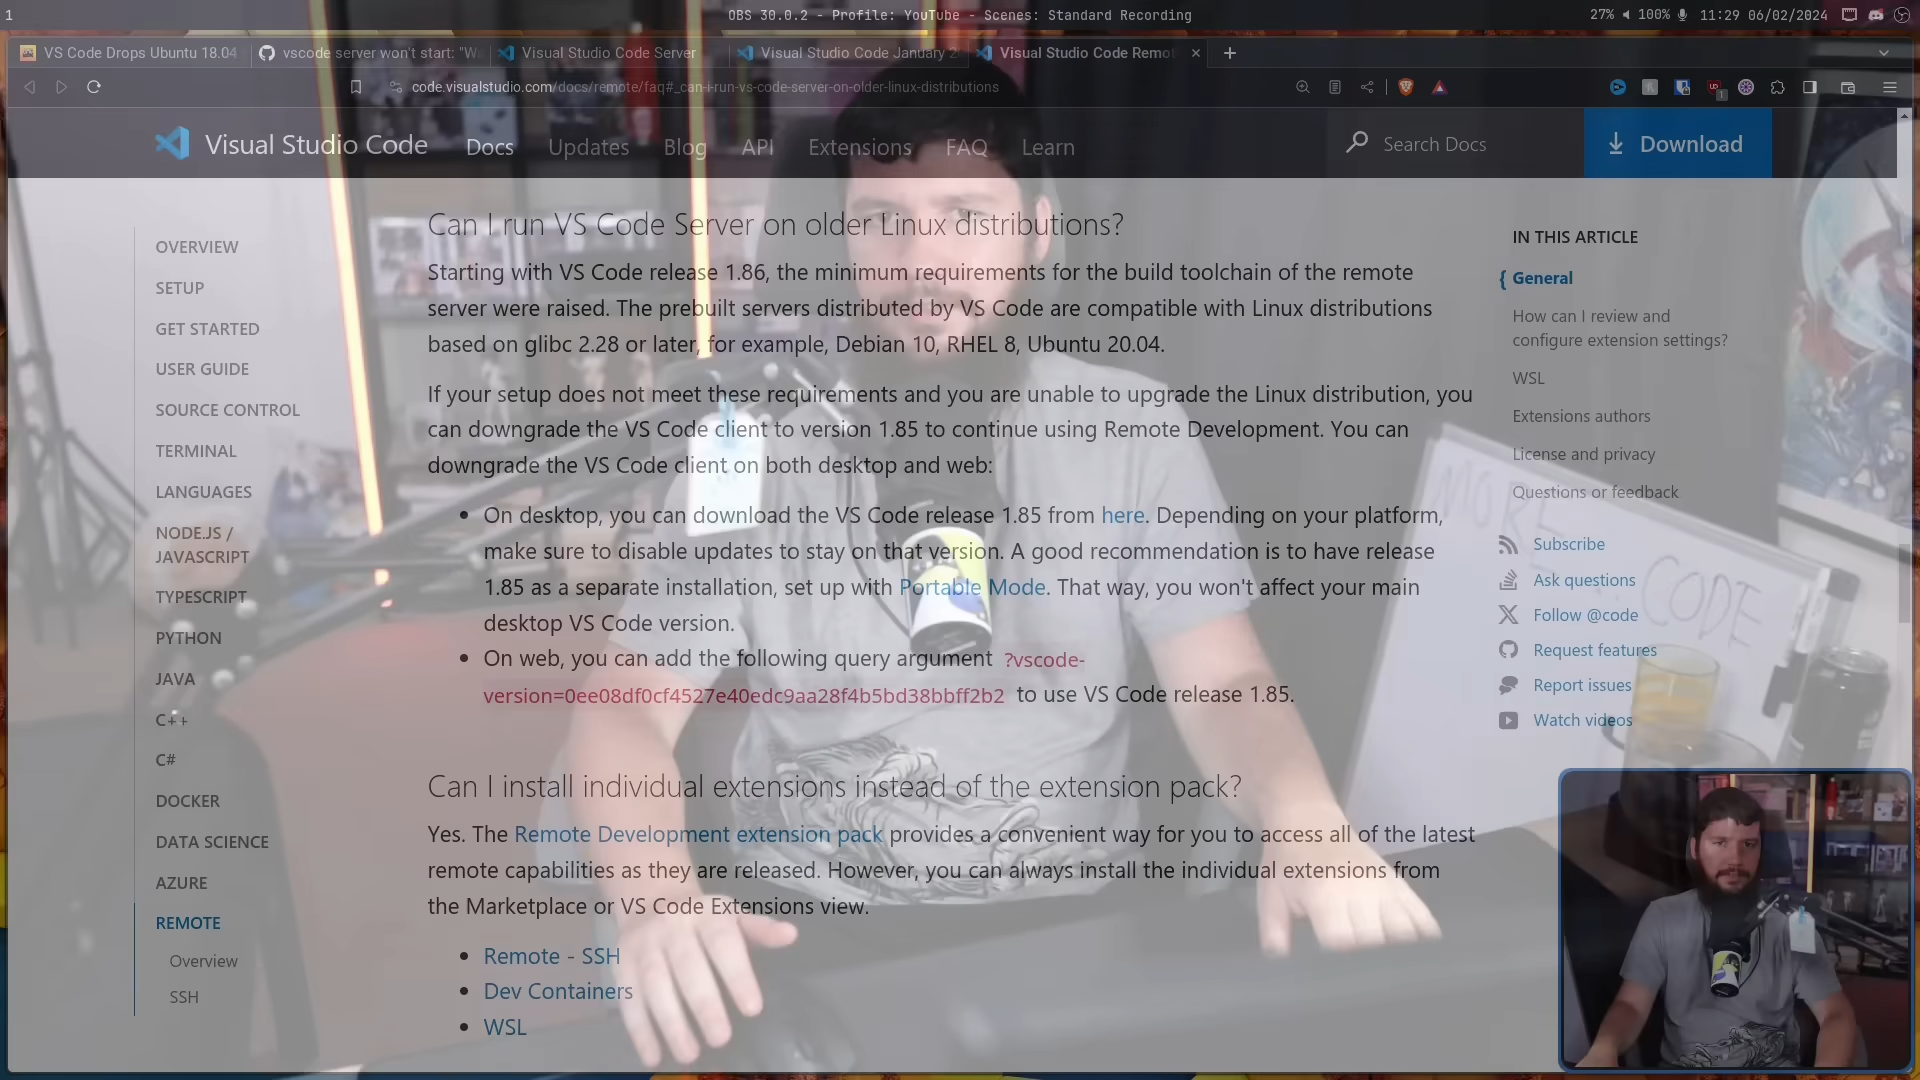 1
OBS 30.0.2 - Profile: YouTube - Scenes: Standard Recording
27% 100% 11:29 06/02/2024
VS Code Drops Ubuntu 18.04
vscode server won't start: "We
Visual Studio Code Server
Visual Studio Code January 2
Visual Studio Code Remo
code.visualstudio.com/docs/remote/faq#_can-i-run-vs-code-server-on-older-linux-distributions
Visual Studio Code
Docs
Updates
Blog
API
Extensions
FAQ
Learn
Search Docs
Download
OVERVIEW
SETUP
GET STARTED
USER GUIDE
SOURCE CONTROL
TERMINAL
LANGUAGES
NODE.JS /
JAVASCRIPT
TYPESCRIPT
PYTHON
JAVA
C++
C#
DOCKER
DATA SCIENCE
AZURE
REMOTE
Overview
SSH
Can I run VS Code Server on older Linux distributions?
Starting with VS Code release 1.86, the minimum requirements for the build toolchain of the remote
server were raised. The prebuilt servers distributed by VS Code are compatible with Linux distributions
based on glibc 2.28 or later, for example, Debian 10, RHEL 8, Ubuntu 20.04.
If your setup does not meet these requirements and you are unable to upgrade the Linux distribution, you
can downgrade the VS Code client to version 1.85 to continue using Remote Development. You can
downgrade the VS Code client on both desktop and web:
• On desktop, you can download the VS Code release 1.85 from here. Depending on your platform,
make sure to disable updates to stay on that version. A good recommendation is to have release
1.85 as a separate installation, set up with Portable Mode. That way, you won't affect your main
desktop VS Code version.
• On web, you can add the following query argument ?vscode-
version=0ee08df0cf4527e40edc9aa28f4b5bd38bbff2b2 to use VS Code release 1.85.
Can I install individual extensions instead of the extension pack?
Yes. The Remote Development extension pack provides a convenient way for you to access all of the latest
remote capabilities as they are released. However, you can always install the individual extensions from
the Marketplace or VS Code Extensions view.
• Remote - SSH
• Dev Containers
• WSL
IN THIS ARTICLE
{ General
How can I review and
configure extension settings?
WSL
Extensions authors
License and privacy
Questions or feedback
Subscribe
Ask questions
Follow @code
Request features
Report issues
Watch videos
MORE
CODE